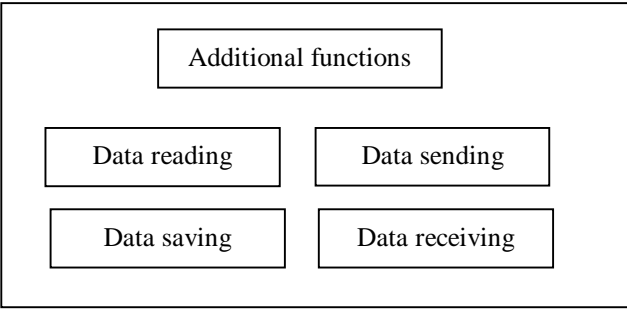 Additional functions
Data reading
Data sending
Data saving
Data receiving